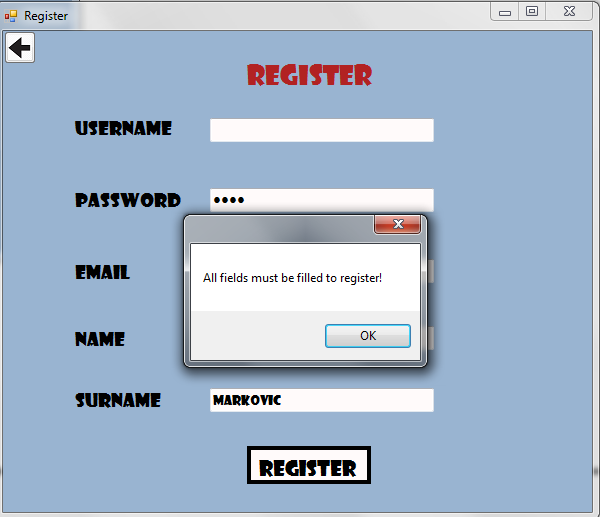 Register
REGISTER
USERNAME
PASSWORD ••••
All fields must be filled to register!
EMAIL
OK
NAME
SURNAME MARKOVIC
REGISTER